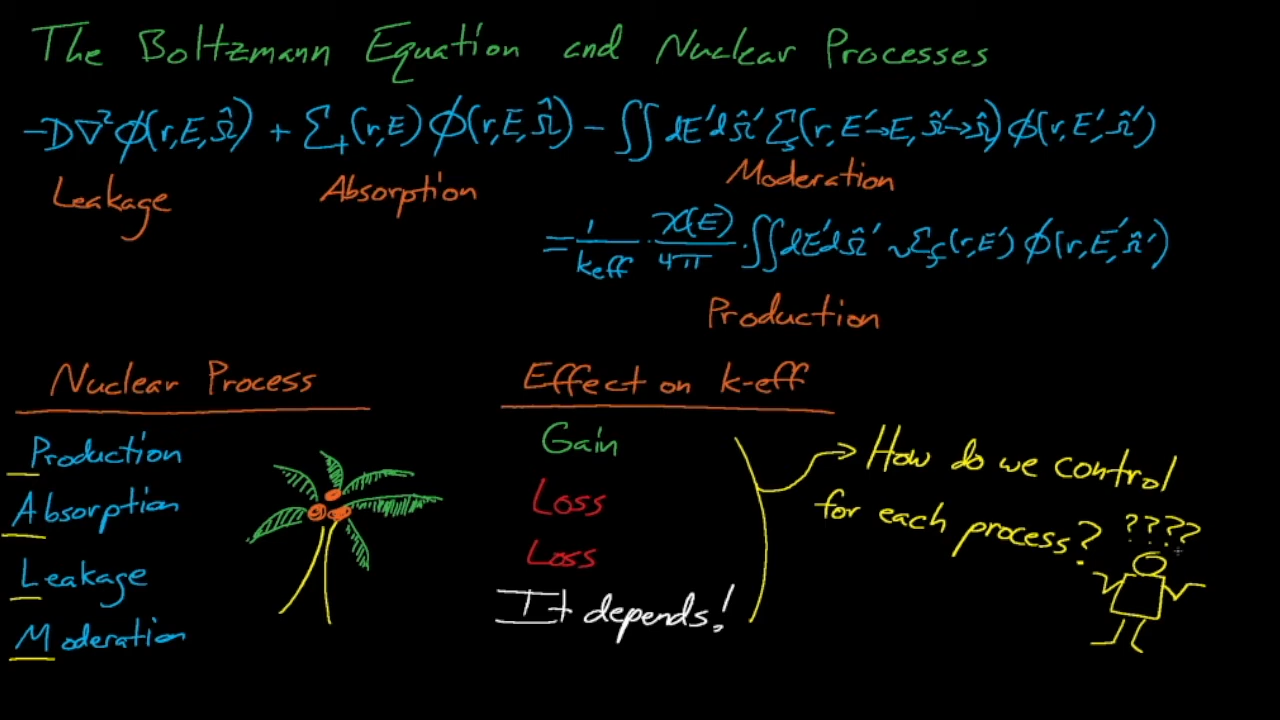 The Boltzmann Equation and Nuclear Processes
-D∇²ϕ(r,E,Ω̂) + Σₜ(r,E)ϕ(r,E,Ω̂) - ∬dE'dΩ̂'Σₛ(r,E'→E,Ω̂'→Ω̂)ϕ(r,E',Ω̂')
Leakage Absorption Moderation
= 1/keff · χ(E)/4π · ∬dE'dΩ̂' νΣf(r,E')ϕ(r,E',Ω̂')
Production
Nuclear Process Effect on k-eff
Production Gain
Absorption Loss
Leakage Loss
Moderation It depends!
How do we control
for each process?
????